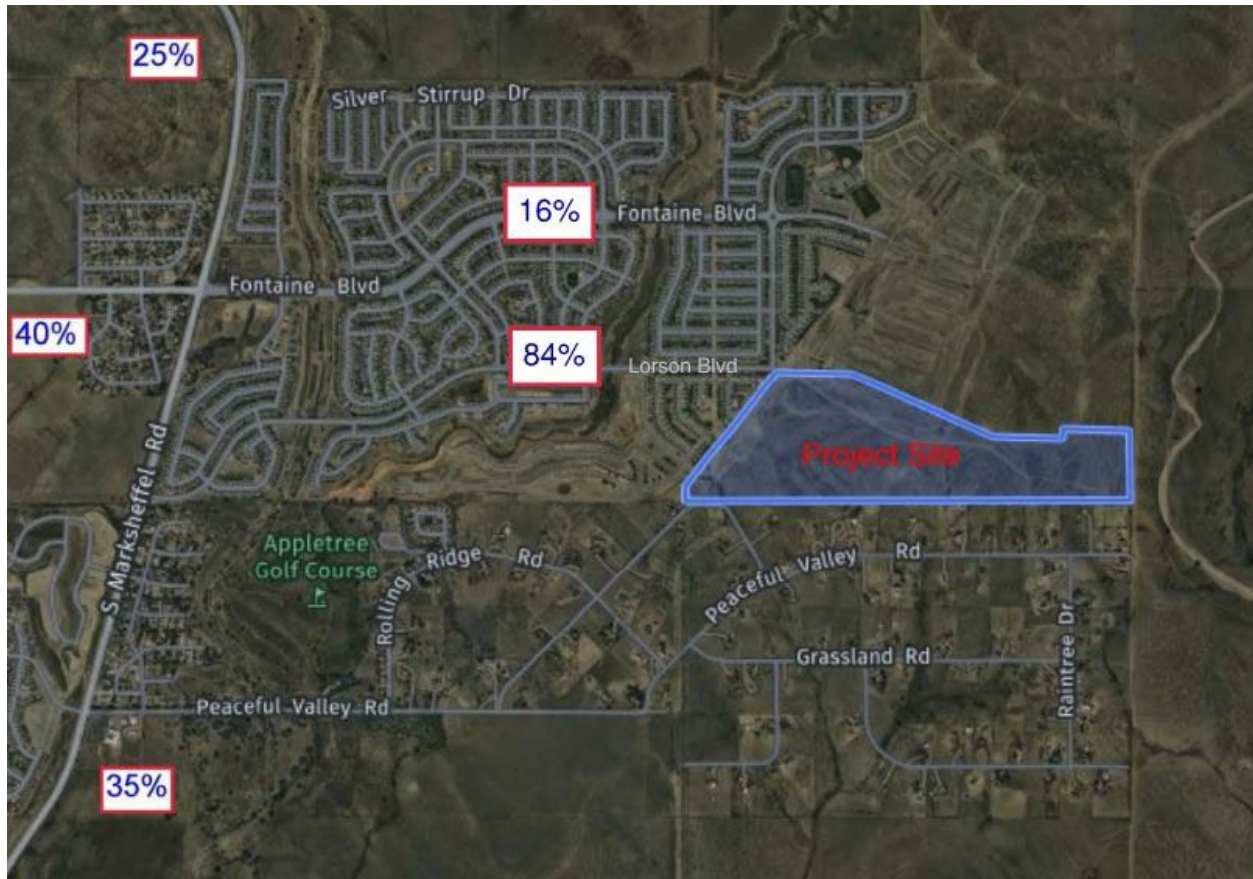 25%
Silver Stirrup Dr
16%
Fontaine Blvd
Fontaine Blvd
40%
84%
Lorson Blvd
Project Site
S Marksheffel Rd
Appletree
Golf Course
Rolling Ridge Rd
Peaceful Valley Rd
Grassland Rd
Raintree Dr
Peaceful Valley Rd
35%